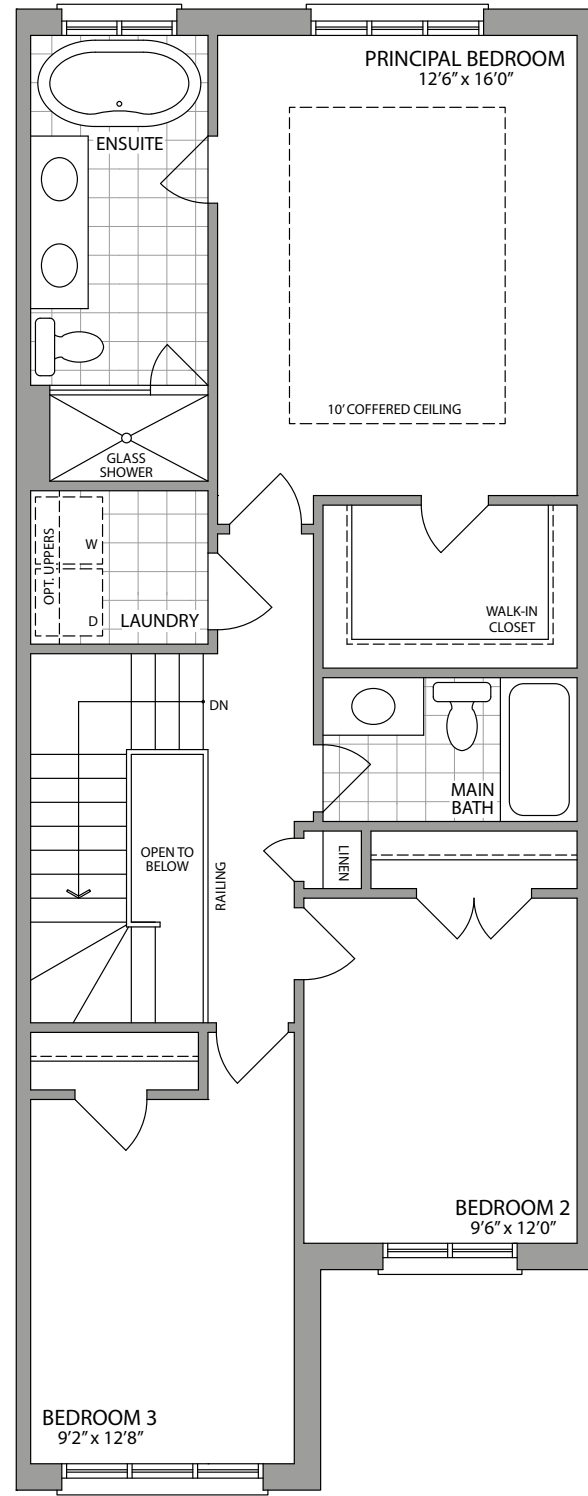 PRINCIPAL BEDROOM
12’6” x 16’0”
ENSUITE
10’ COFFERED CEILING
GLASS
SHOWER
OPT. UPPERS
W
D
LAUNDRY
WALK-IN
CLOSET
DN
MAIN
BATH
OPEN TO
BELOW
RAILING
LINEN
BEDROOM 2
9’6” x 12’0”
BEDROOM 3
9’2” x 12’8”